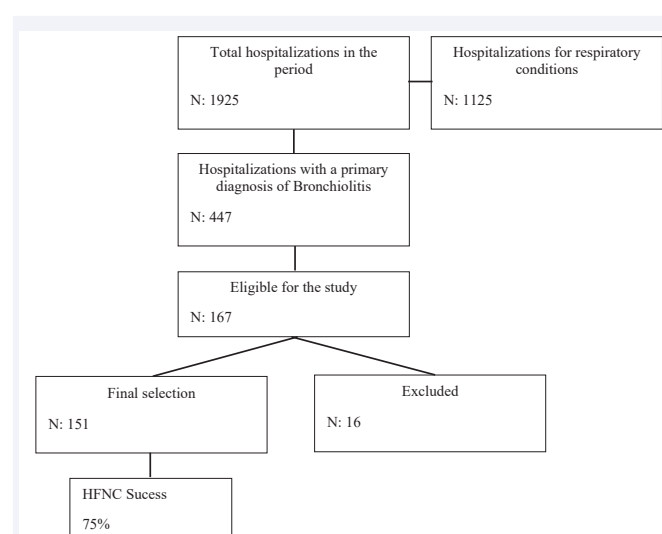 Total hospitalizations in the
period
N: 1925
Hospitalizations for respiratory
conditions
N: 1125
Hospitalizations with a primary
diagnosis of Bronchiolitis
N: 447
Eligible for the study
N: 167
Final selection
N: 151
Excluded
N: 16
HFNC Sucess
75%